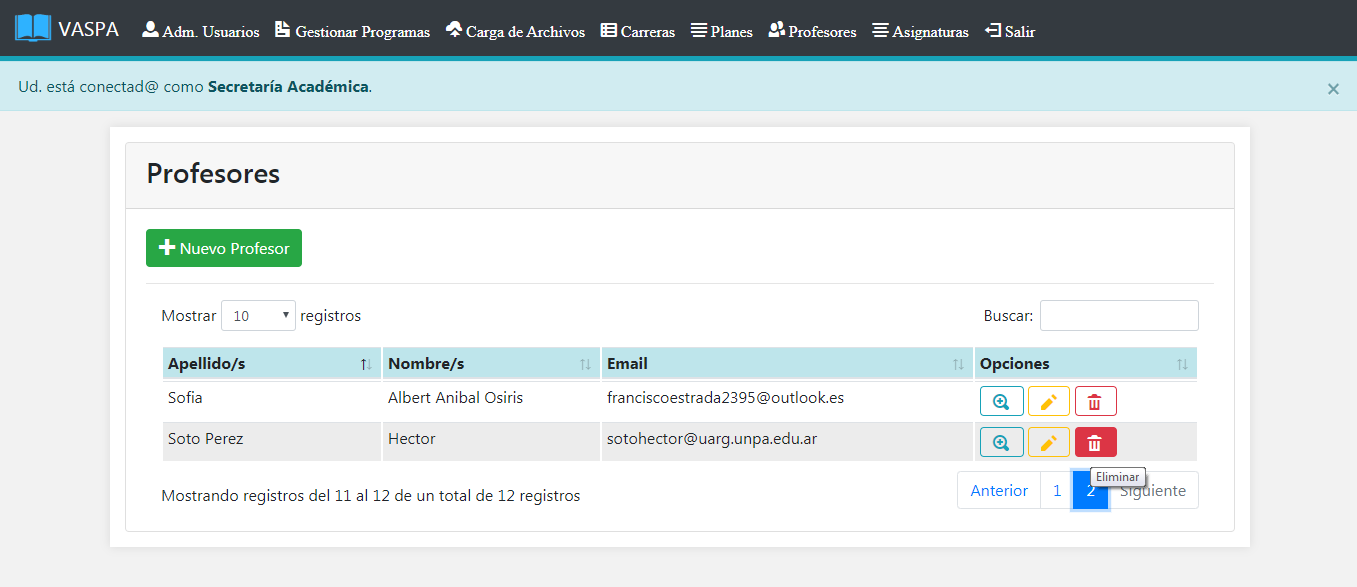 VASPA Adm. Usuarios Gestionar Programas Carga de Archivos Carreras Planes Profesores Asignaturas Salir
Ud. está conectad@ como Secretaría Académica. ×
Profesores
Nuevo Profesor
Mostrar 10 registros Buscar:
Apellido/s Nombre/s Email Opciones
Sofia Albert Anibal Osiris franciscoestrada2395@outlook.es
Soto Perez Hector sotohector@uarg.unpa.edu.ar
Eliminar
Mostrando registros del 11 al 12 de un total de 12 registros Anterior 1 2 Siguiente